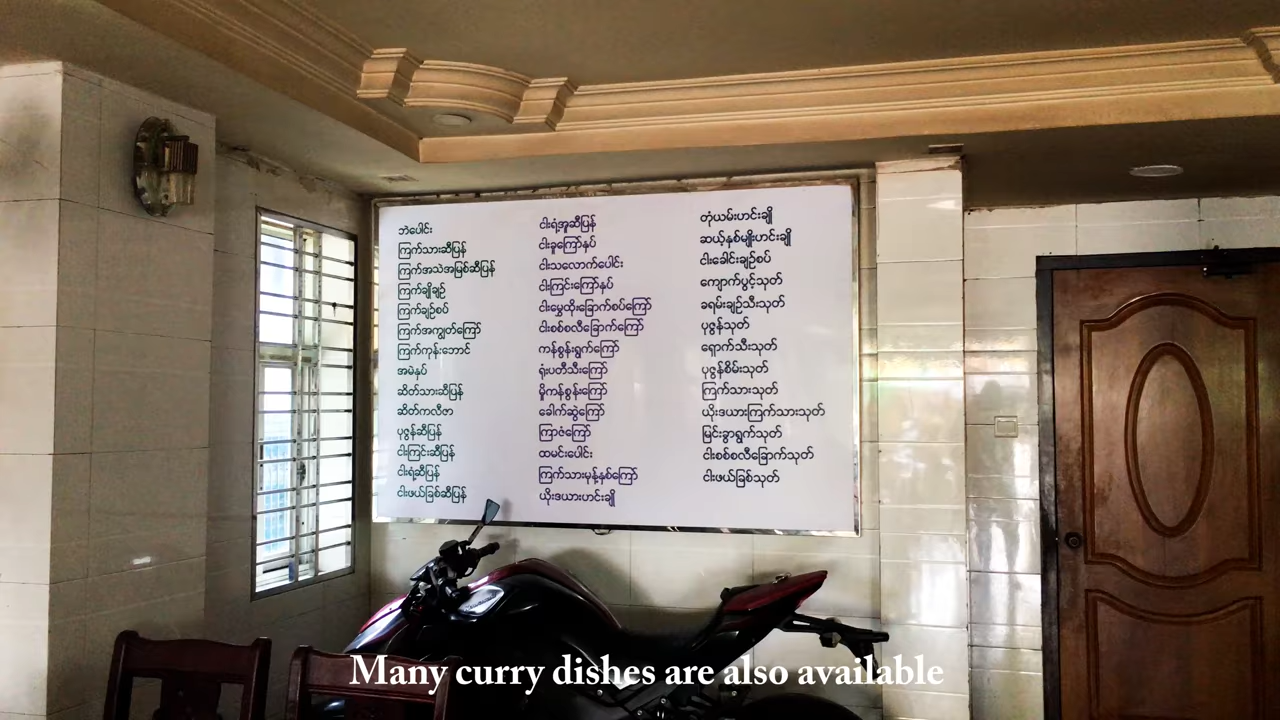 ဘဲပေါင်း
ကြက်သားဆီပြန်
ကြက်အသဲအမြစ်ဆီပြန်
ကြက်ချိုချဉ်
ကြက်ချဉ်စပ်
ကြက်အကျွတ်ကြော်
ကြက်ကုန်းဘောင်
အမဲနှပ်
ဆိတ်သားဆီပြန်
ဆိတ်ကလီဇာ
ပုဇွန်ဆီပြန်
ငါးကြင်းဆီပြန်
ငါးရံ့ဆီပြန်
ငါးဖယ်ခြစ်ဆီပြန်
ငါးရံ့အူဆီပြန်
ငါးခူကြော်နှပ်
ငါးသလောက်ပေါင်း
ငါးကြင်းကြော်နှပ်
ငါးမွှေထိုးခြောက်စပ်ကြော်
ငါးစစ်စလီခြောက်ကြော်
ကန်စွန်းရွက်ကြော်
ရုံးပတီသီးကြော်
မှိုကန်စွန်းကြော်
ခေါက်ဆွဲကြော်
ကြာဇံကြော်
ထမင်းပေါင်း
ကြက်သားမုန့်နှစ်ကြော်
ယိုးဒယားဟင်းချို
တုံယမ်းဟင်းချို
ဆယ့်နှစ်မျိုးဟင်းချို
ငါးခေါင်းချဉ်စပ်
ကျောက်ပွင့်သုတ်
ခရမ်းချဉ်သီးသုတ်
ပုဇွန်သုတ်
ရှောက်သီးသုတ်
ပုဇွန်စိမ်းသုတ်
ကြက်သားသုတ်
ယိုးဒယားကြက်သားသုတ်
မြင်းခွာရွက်သုတ်
ငါးစစ်စလီခြောက်သုတ်
ငါးဖယ်ခြစ်သုတ်
Many curry dishes are also available